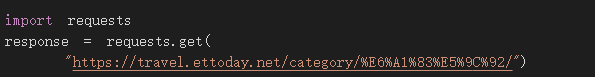 import requests
response = requests.get(
"https://travel.ettoday.net/category/%E6%A1%83%E5%9C%92/")